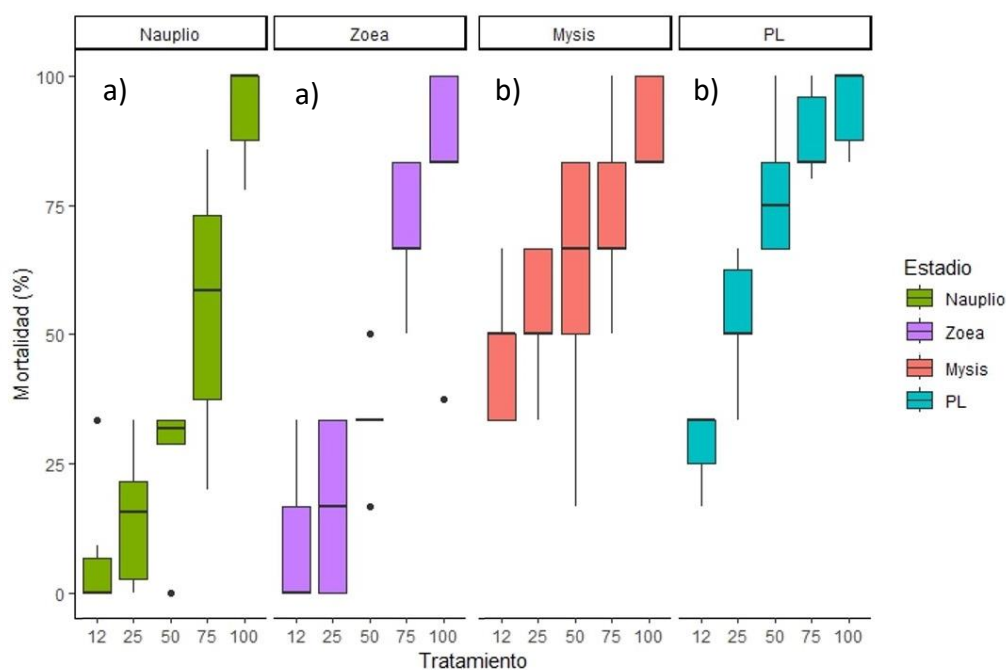 Nauplio Zoea Mysis PL
a) a) b) b)
100
75
50
25
0
Mortalidad (%)
12 25 50 75 100 12 25 50 75 100 12 25 50 75 100 12 25 50 75 100
Tratamiento
Estadio
Nauplio
Zoea
Mysis
PL